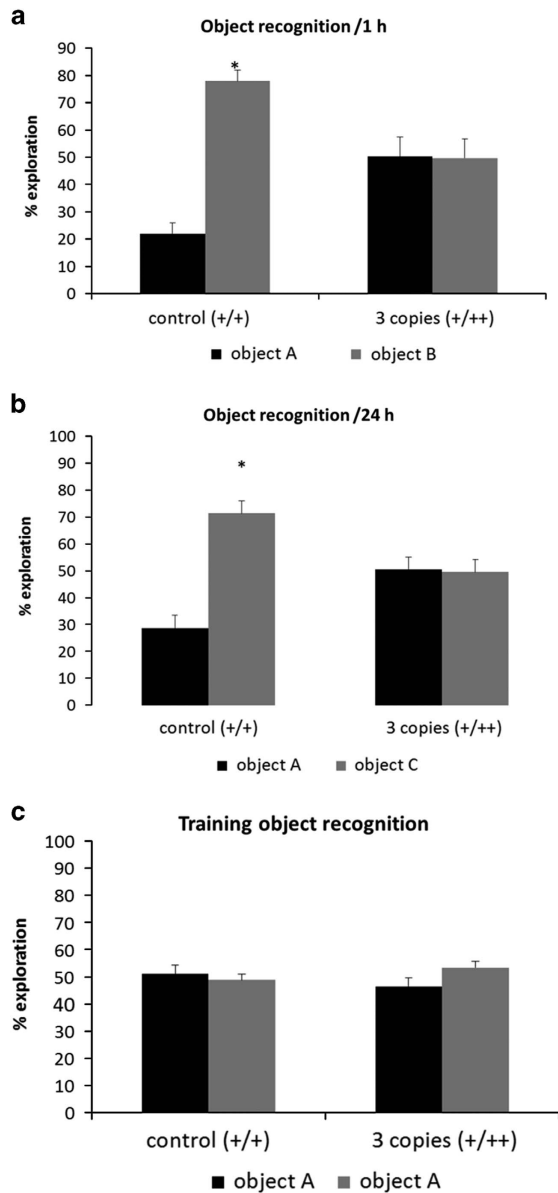 a
Object recognition /1 h
90
80
70
60
50
40
30
20
10
0
% exploration
*
control (+/+) 3 copies (+/++)
object A object B
b
Object recognition /24 h
100
90
80
70
60
50
40
30
20
10
0
% exploration
*
control (+/+) 3 copies (+/++)
object A object C
c
Training object recognition
100
90
80
70
60
50
40
30
20
10
0
% exploration
control (+/+) 3 copies (+/++)
object A object A